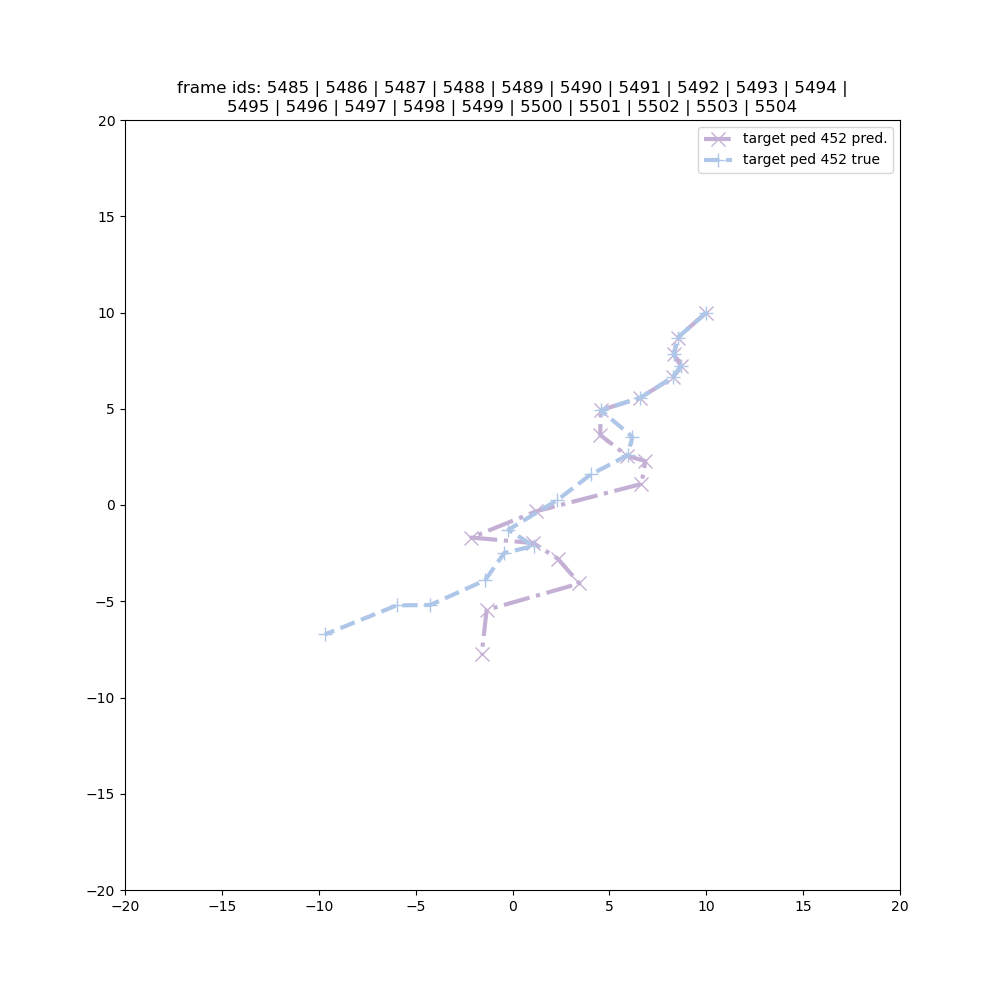 frame ids: 5485 | 5486 | 5487 | 5488 | 5489 | 5490 | 5491 | 5492 | 5493 | 5494 |
5495 | 5496 | 5497 | 5498 | 5499 | 5500 | 5501 | 5502 | 5503 | 5504
target ped 452 pred.
target ped 452 true
20
15
10
5
0
−5
−10
−15
−20
−20 −15 −10 −5 0 5 10 15 20